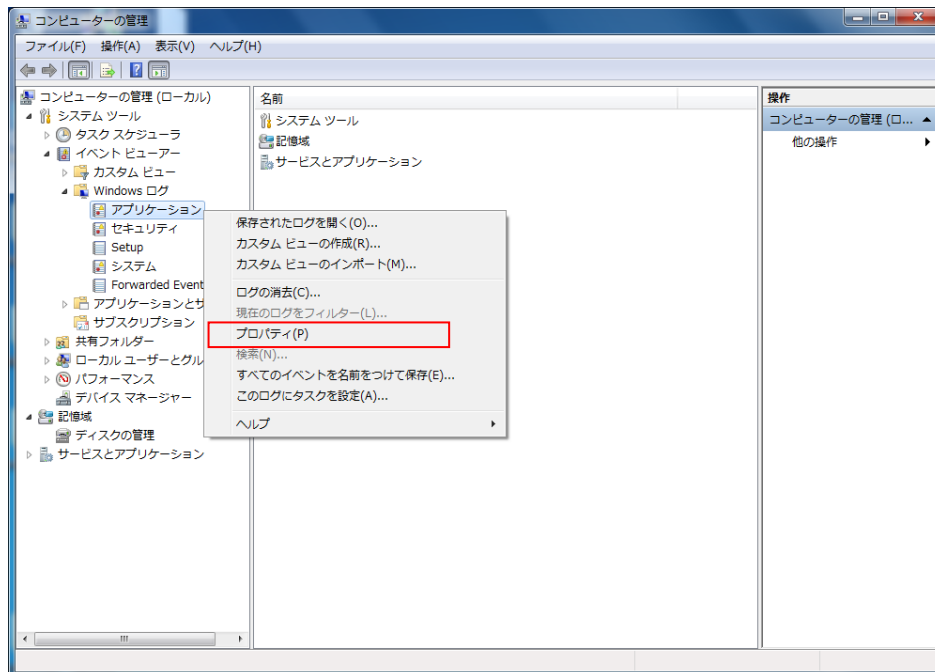 コンピューターの管理
ファイル(F) 操作(A) 表示(V) ヘルプ(H)
コンピューターの管理 (ローカル)
システム ツール
タスク スケジューラ
イベント ビューアー
カスタム ビュー
Windows ログ
アプリケーション
セキュリティ
Setup
システム
Forwarded Event
アプリケーションとサ
サブスクリプション
共有フォルダー
ローカル ユーザーとグル
パフォーマンス
デバイス マネージャー
記憶域
ディスクの管理
サービスとアプリケーション
名前
システム ツール
記憶域
サービスとアプリケーション
保存されたログを開く(O)...
カスタム ビューの作成(R)...
カスタム ビューのインポート(M)...
ログの消去(C)...
現在のログをフィルター(L)...
プロパティ(P)
検索(N)...
すべてのイベントを名前をつけて保存(E)...
このログにタスクを設定(A)...
ヘルプ
操作
コンピューターの管理 (ロ...
他の操作